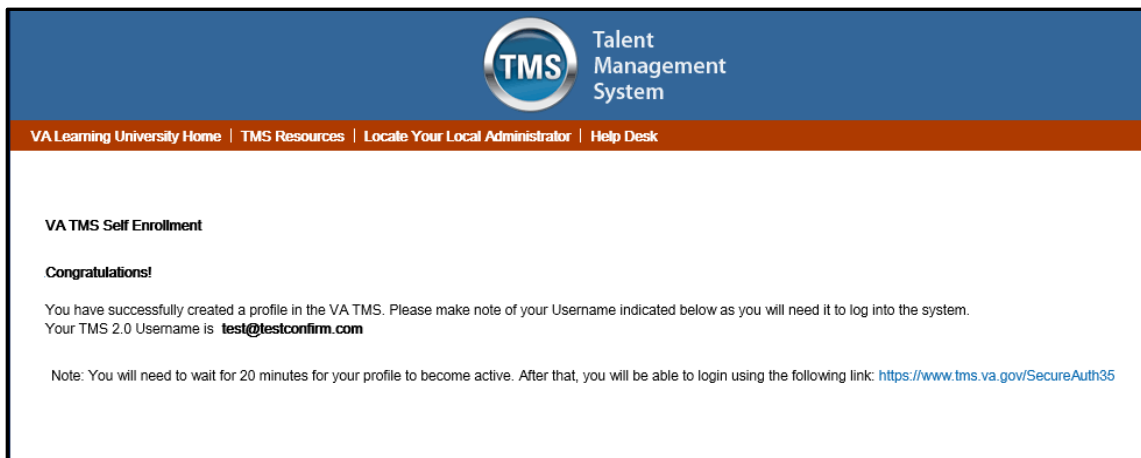 TMS
Talent
Management
System
VA Learning University Home | TMS Resources | Locate Your Local Administrator | Help Desk
VA TMS Self Enrollment
Congratulations!
You have successfully created a profile in the VA TMS. Please make note of your Username indicated below as you will need it to log into the system.
Your TMS 2.0 Username is test@testconfirm.com
Note: You will need to wait for 20 minutes for your profile to become active. After that, you will be able to login using the following link: https://www.tms.va.gov/SecureAuth35